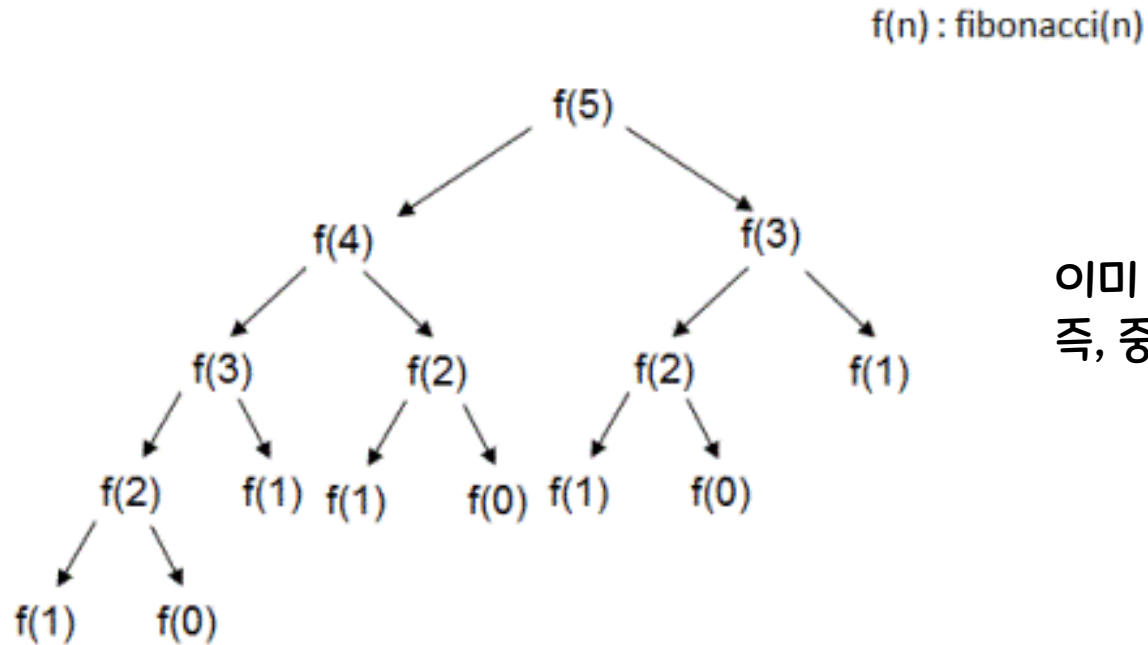 f(n) : fibonacci(n)
f(5)
f(4) f(3)
이미
즉, 중
f(3) f(2) f(2) f(1)
f(2) f(1) f(1) f(0) f(1) f(0)
f(1) f(0)